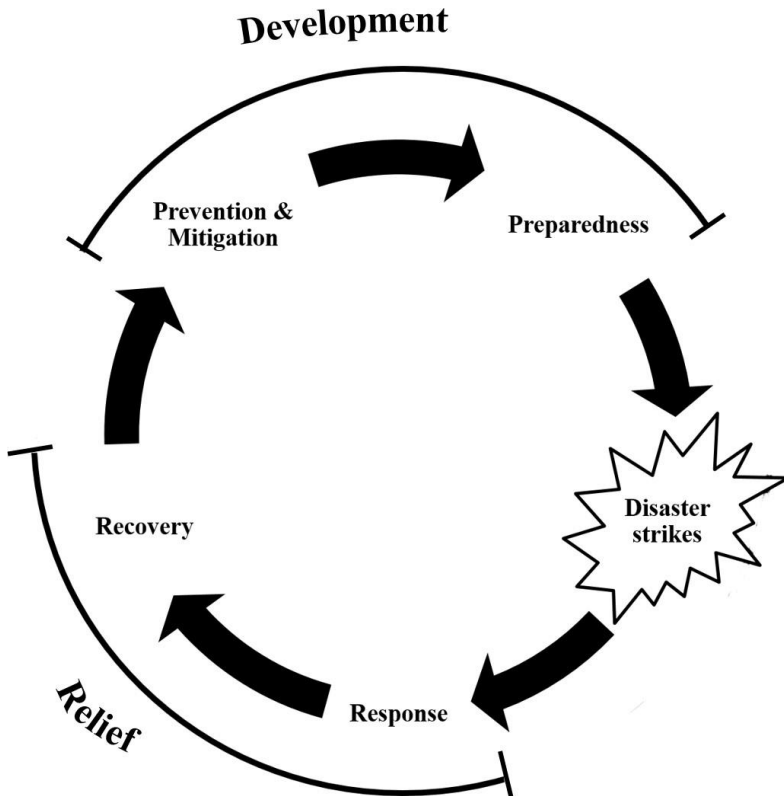 Development
Prevention &
Mitigation
Preparedness
Disaster
strikes
Recovery
Response
Relief